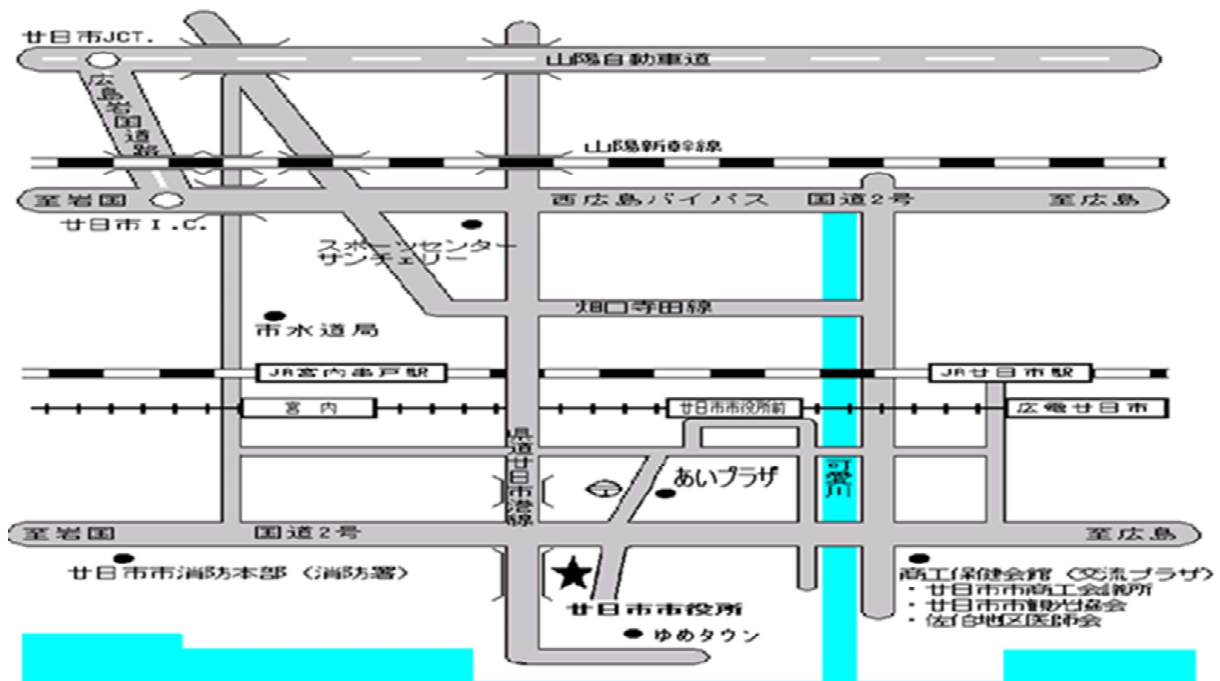 廿日市JCT.
山陽自動車道
広島岩国道路
山陽新幹線
至岩国
西広島バイパス
国道2号
至広島
廿日市I.C.
スポーツセンター
サンチェリー
畑口寺田線
市水道局
JR宮内串戸駅
JR廿日市駅
宮内
廿日市市役所前
広電廿日市
県道廿日市港線
あいプラザ
可愛川
至岩国
国道2号
至広島
廿日市市消防本部（消防署）
廿日市市役所
ゆめタウン
商工保健会館（交流プラザ）
・廿日市市商工会議所
・廿日市市観光協会
・佐伯地区医師会